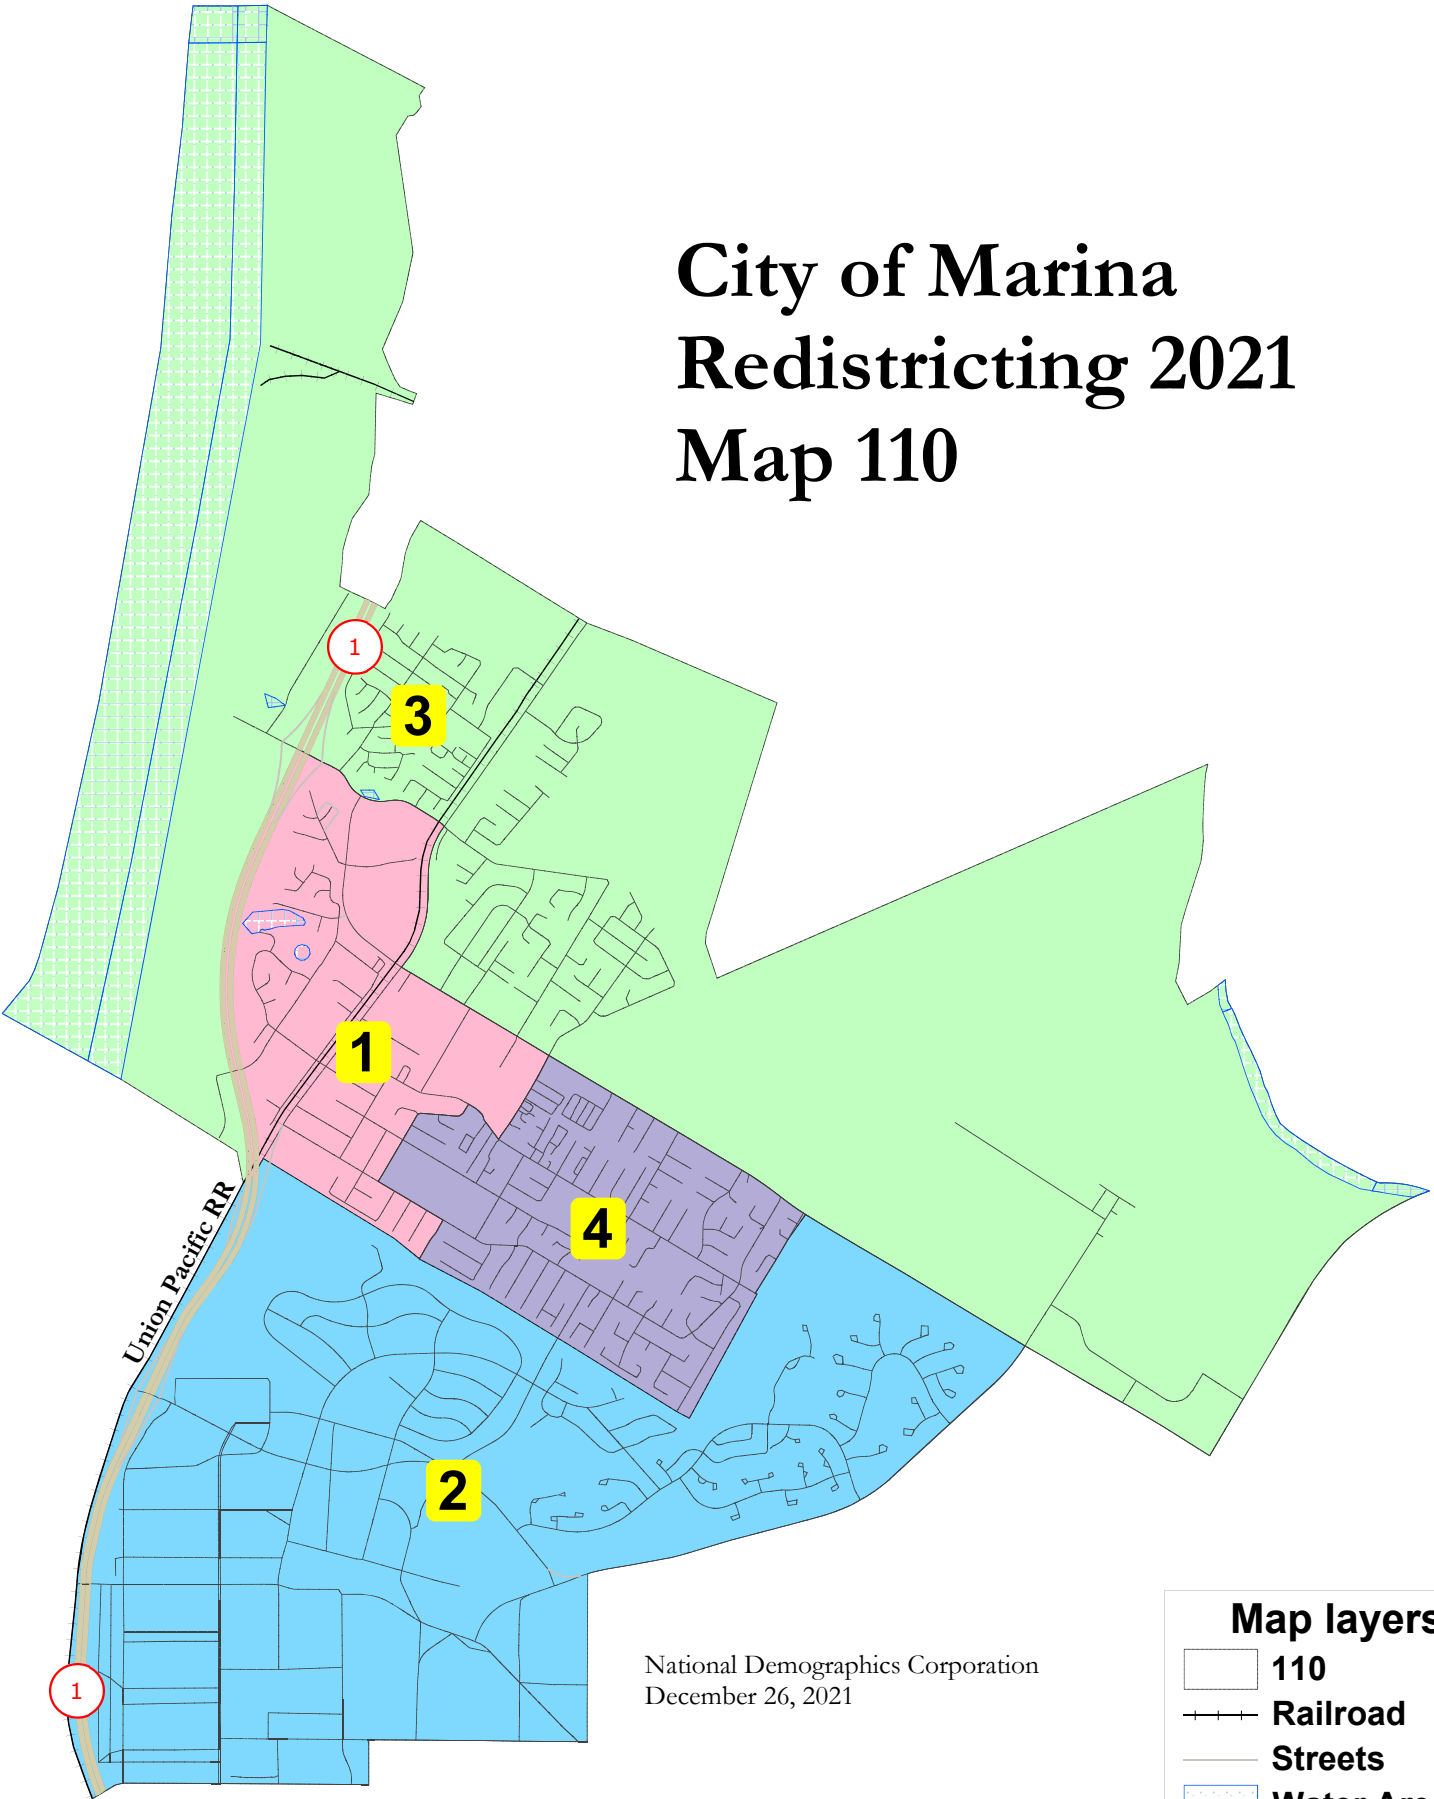 City of Marina
Redistricting 2021
Map 110
1
3
1
4
Union Pacific RR
2
National Demographics Corporation
December 26, 2021
1
Map layers
110
Railroad
Streets